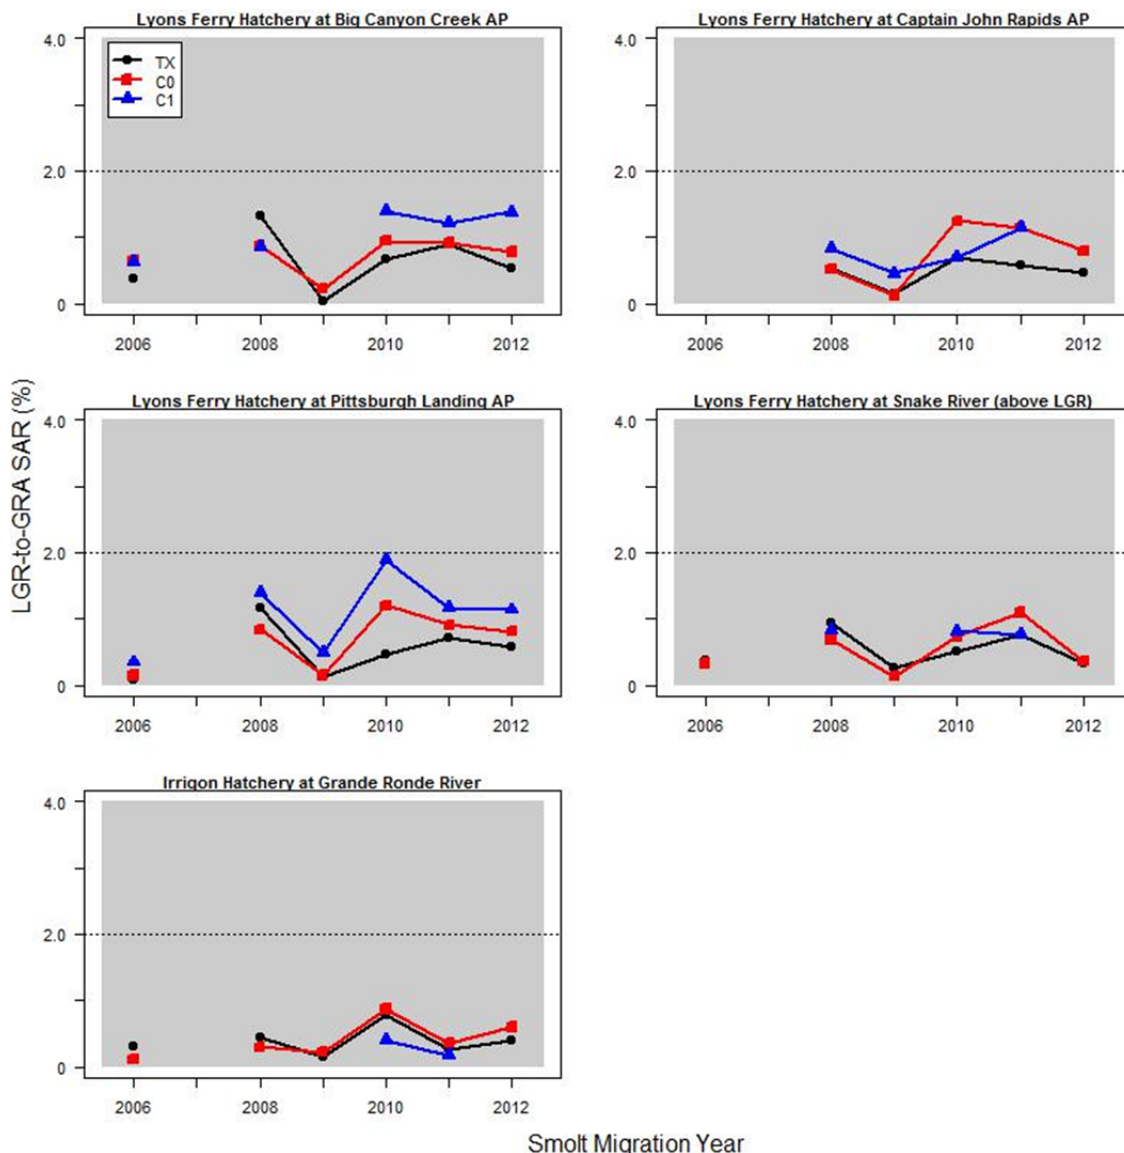 Lyons Ferry Hatchery at Big Canyon Creek AP
4.0
2.0
0
TX
C0
C1
2006 2008 2010 2012
Lyons Ferry Hatchery at Captain John Rapids AP
4.0
2.0
0
2006 2008 2010 2012
LGR-to-GRA SAR (%)
Lyons Ferry Hatchery at Pittsburgh Landing AP
4.0
2.0
0
2006 2008 2010 2012
Lyons Ferry Hatchery at Snake River (above LGR)
4.0
2.0
0
2006 2008 2010 2012
Irrigon Hatchery at Grande Ronde River
4.0
2.0
0
2006 2008 2010 2012
Smolt Migration Year